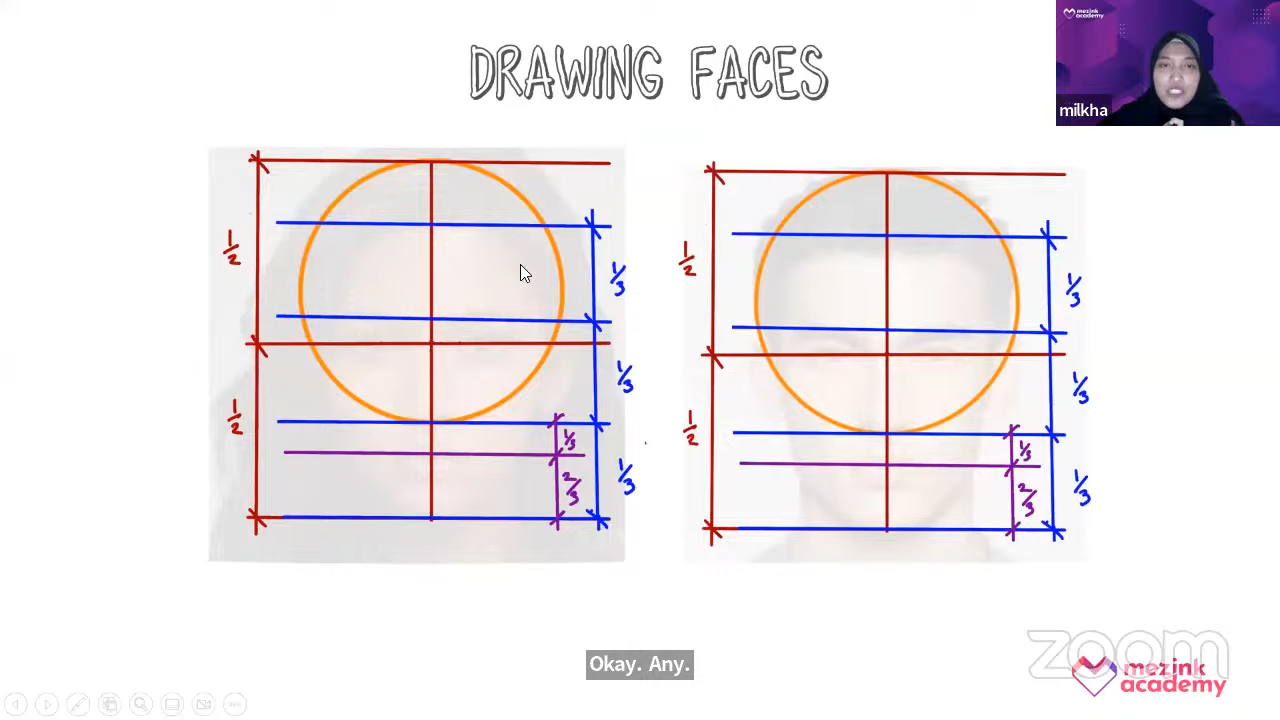 DRAWING FACES
mezink
academy
milkha
1/2
1/2
1/3
1/3
1/3
1/3
2/3
1/2
1/2
1/3
1/3
1/3
1/3
2/3
Okay. Any.
zoom
mezink
academy